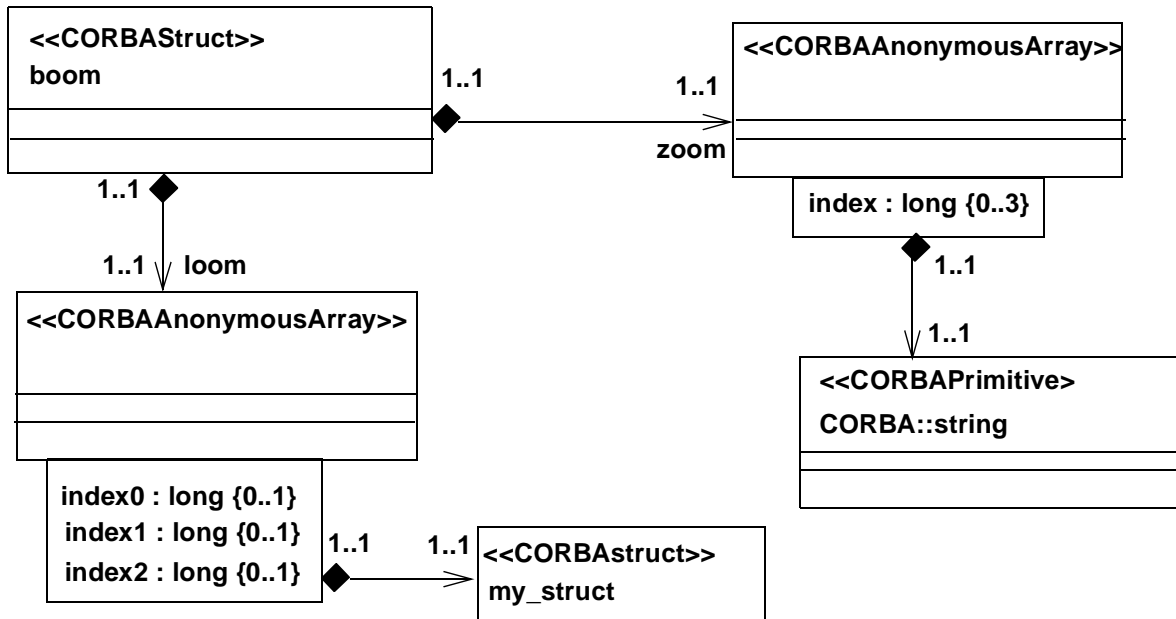 <<CORBAStruct>>
boom
1..1
1..1
zoom
<<CORBAAnonymousArray>>
index : long {0..3}
1..1
1..1
<<CORBAPrimitive>
CORBA::string
1..1
1..1
loom
<<CORBAAnonymousArray>>
index0 : long {0..1}
index1 : long {0..1}
index2 : long {0..1}
1..1
1..1
<<CORBAstruct>>
my_struct